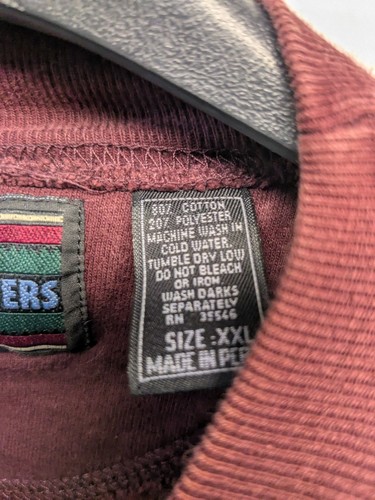 80% COTTON
20% POLYESTER
MACHINE WASH IN
COLD WATER.
TUMBLE DRY LOW
DO NOT BLEACH
OR IRON
WASH DARKS
SEPARATELY
RN 35546
SIZE : XXL
MADE IN PER
ERS